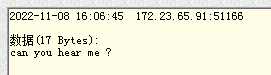 2022-11-08 16:06:45 172.23.65.91:51166
数据(17 Bytes):
can you hear me ?